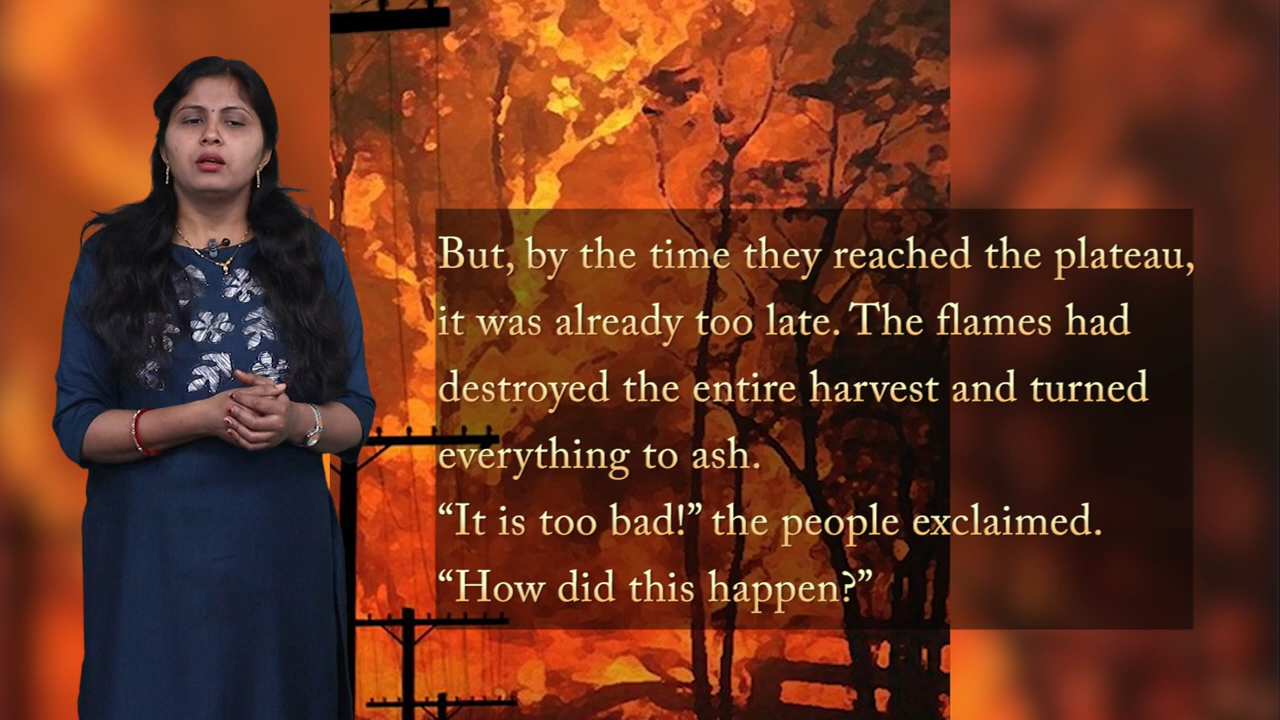 But, by the time they reached the plateau,
it was already too late. The flames had
destroyed the entire harvest and turned
everything to ash.
“It is too bad!” the people exclaimed.
“How did this happen?”